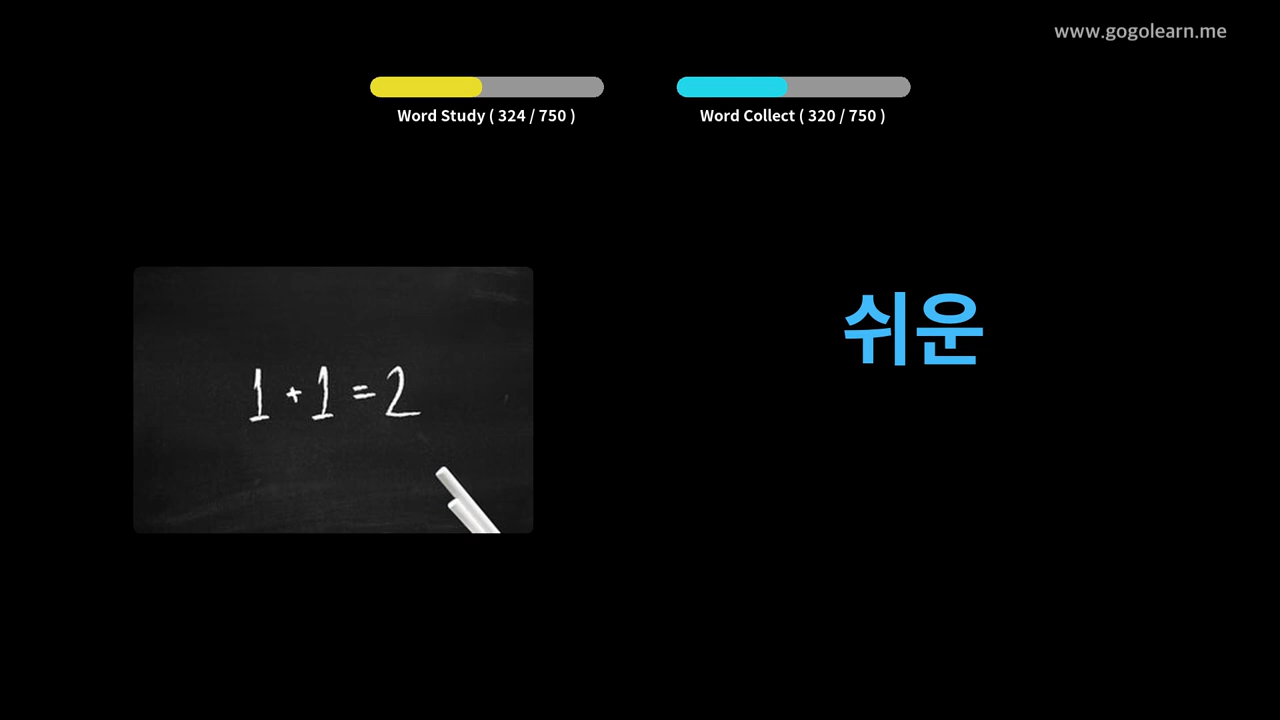 www.gogolearn.me
Word Study ( 324 / 750 )
Word Collect ( 320 / 750 )
쉬운
1 + 1 = 2